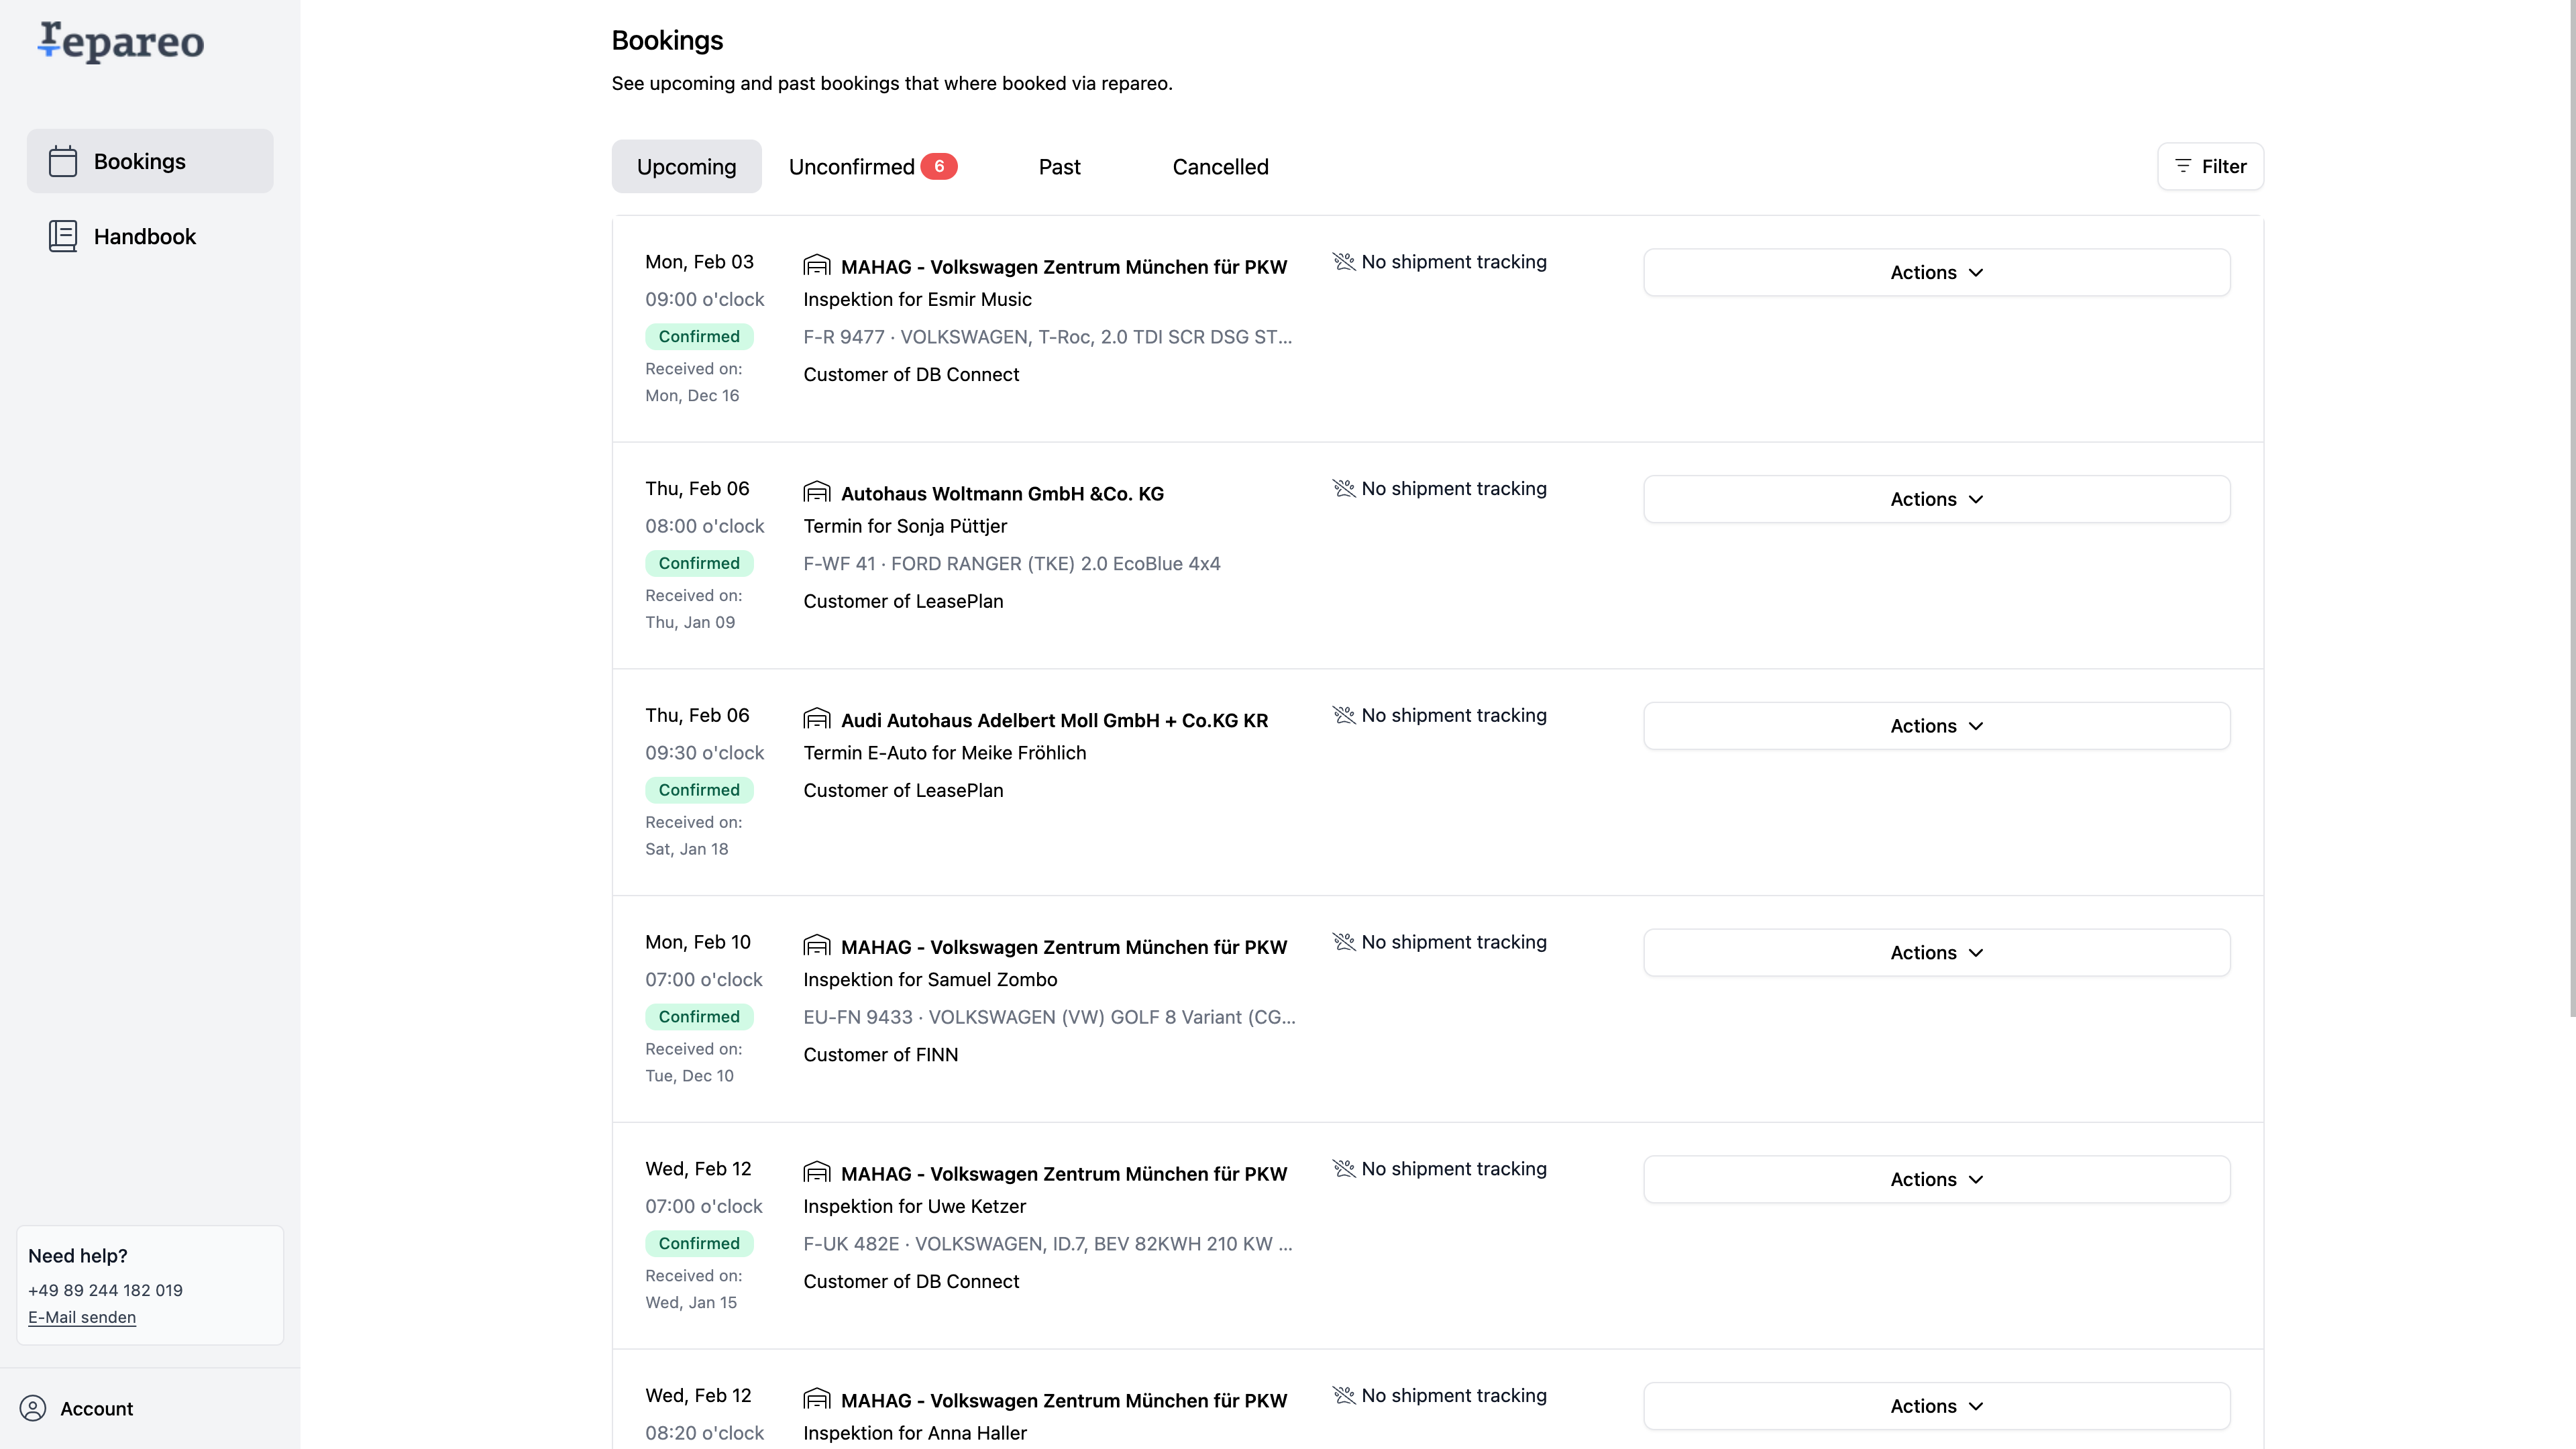 repareo
Bookings
Handbook
Need help?
+49 89 244 182 019
E-Mail senden
Account
Bookings
See upcoming and past bookings that where booked via repareo.
Upcoming
Unconfirmed 6
Past
Cancelled
Filter
Mon, Feb 03
09:00 o'clock
Confirmed
Received on:
Mon, Dec 16
MAHAG - Volkswagen Zentrum München für PKW
Inspektion for Esmir Music
F-R 9477 · VOLKSWAGEN, T-Roc, 2.0 TDI SCR DSG ST...
Customer of DB Connect
No shipment tracking
Actions
Thu, Feb 06
08:00 o'clock
Confirmed
Received on:
Thu, Jan 09
Autohaus Woltmann GmbH &Co. KG
Termin for Sonja Püttjer
F-WF 41 · FORD RANGER (TKE) 2.0 EcoBlue 4x4
Customer of LeasePlan
No shipment tracking
Actions
Thu, Feb 06
09:30 o'clock
Confirmed
Received on:
Sat, Jan 18
Audi Autohaus Adelbert Moll GmbH + Co.KG KR
Termin E-Auto for Meike Fröhlich
Customer of LeasePlan
No shipment tracking
Actions
Mon, Feb 10
07:00 o'clock
Confirmed
Received on:
Tue, Dec 10
MAHAG - Volkswagen Zentrum München für PKW
Inspektion for Samuel Zombo
EU-FN 9433 · VOLKSWAGEN (VW) GOLF 8 Variant (CG...
Customer of FINN
No shipment tracking
Actions
Wed, Feb 12
07:00 o'clock
Confirmed
Received on:
Wed, Jan 15
MAHAG - Volkswagen Zentrum München für PKW
Inspektion for Uwe Ketzer
F-UK 482E · VOLKSWAGEN, ID.7, BEV 82KWH 210 KW ...
Customer of DB Connect
No shipment tracking
Actions
Wed, Feb 12
08:20 o'clock
MAHAG - Volkswagen Zentrum München für PKW
Inspektion for Anna Haller
No shipment tracking
Actions